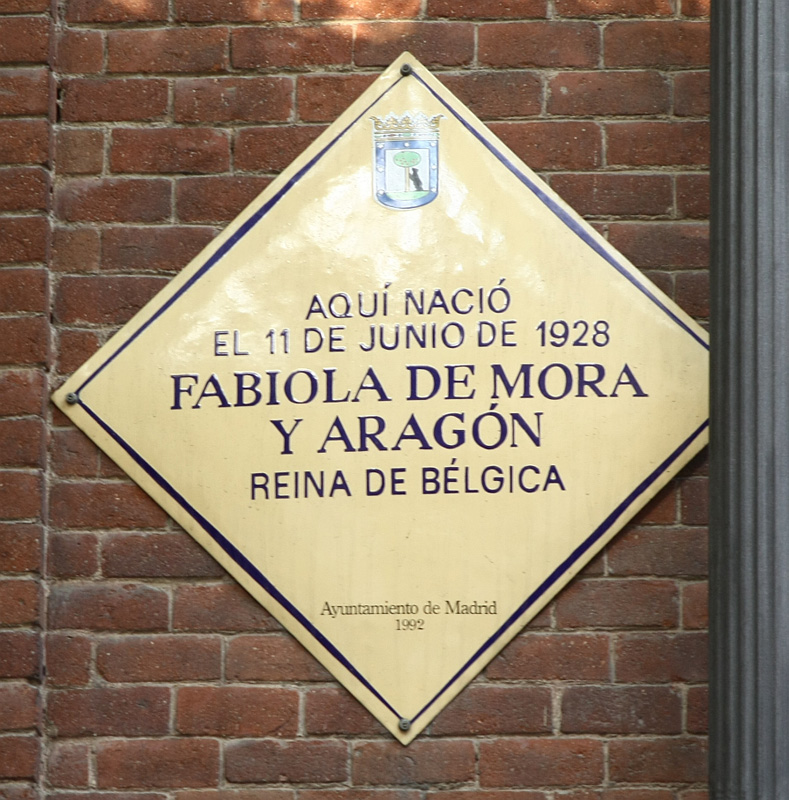 AQUÍ NACIÓ
EL 11 DE JUNIO DE 1928
FABIOLA DE MORA
Y ARAGÓN
REINA DE BÉLGICA
Ayuntamiento de Madrid
1992